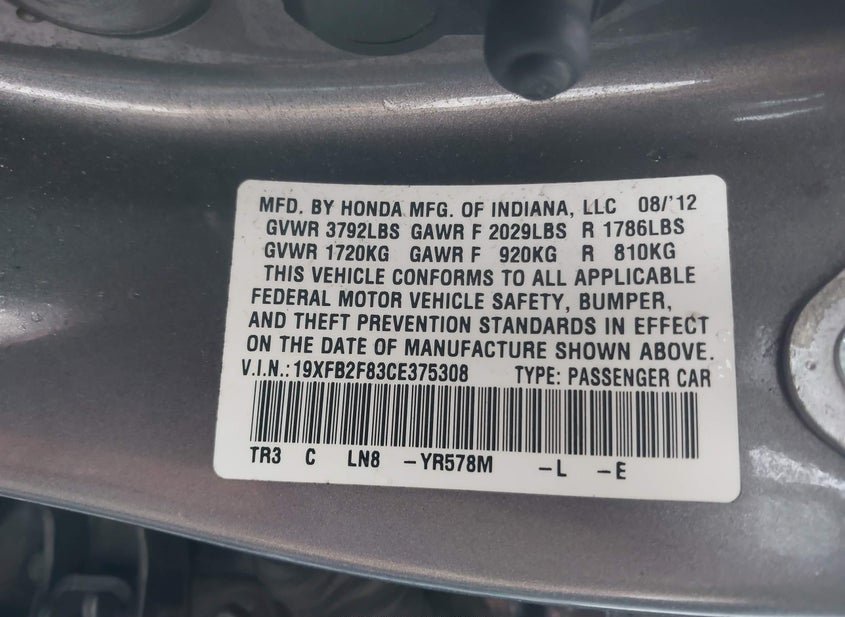 MFD. BY HONDA MFG. OF INDIANA, LLC 08/'12
GVWR 3792LBS GAWR F 2029LBS R 1786LBS
GVWR 1720KG GAWR F 920KG R 810KG
THIS VEHICLE CONFORMS TO ALL APPLICABLE
FEDERAL MOTOR VEHICLE SAFETY, BUMPER,
AND THEFT PREVENTION STANDARDS IN EFFECT
ON THE DATE OF MANUFACTURE SHOWN ABOVE.
V.I.N.:19XFB2F83CE375308 TYPE: PASSENGER CAR
TR3 C LN8 -YR578M -L -E